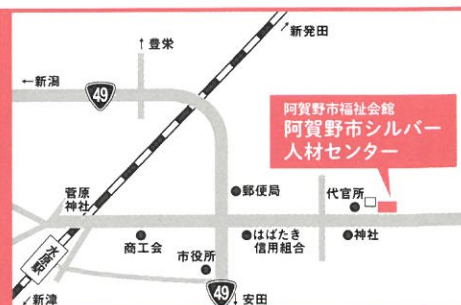 ↗新発田
↑豊栄
←新潟
49
阿賀野市福祉会館
阿賀野市シルバー
人材センター
菅原
神社
●郵便局
代官所
水原駅
商工会
市役所
●はばたき
信用組合
●神社
↙新津
49
↓安田